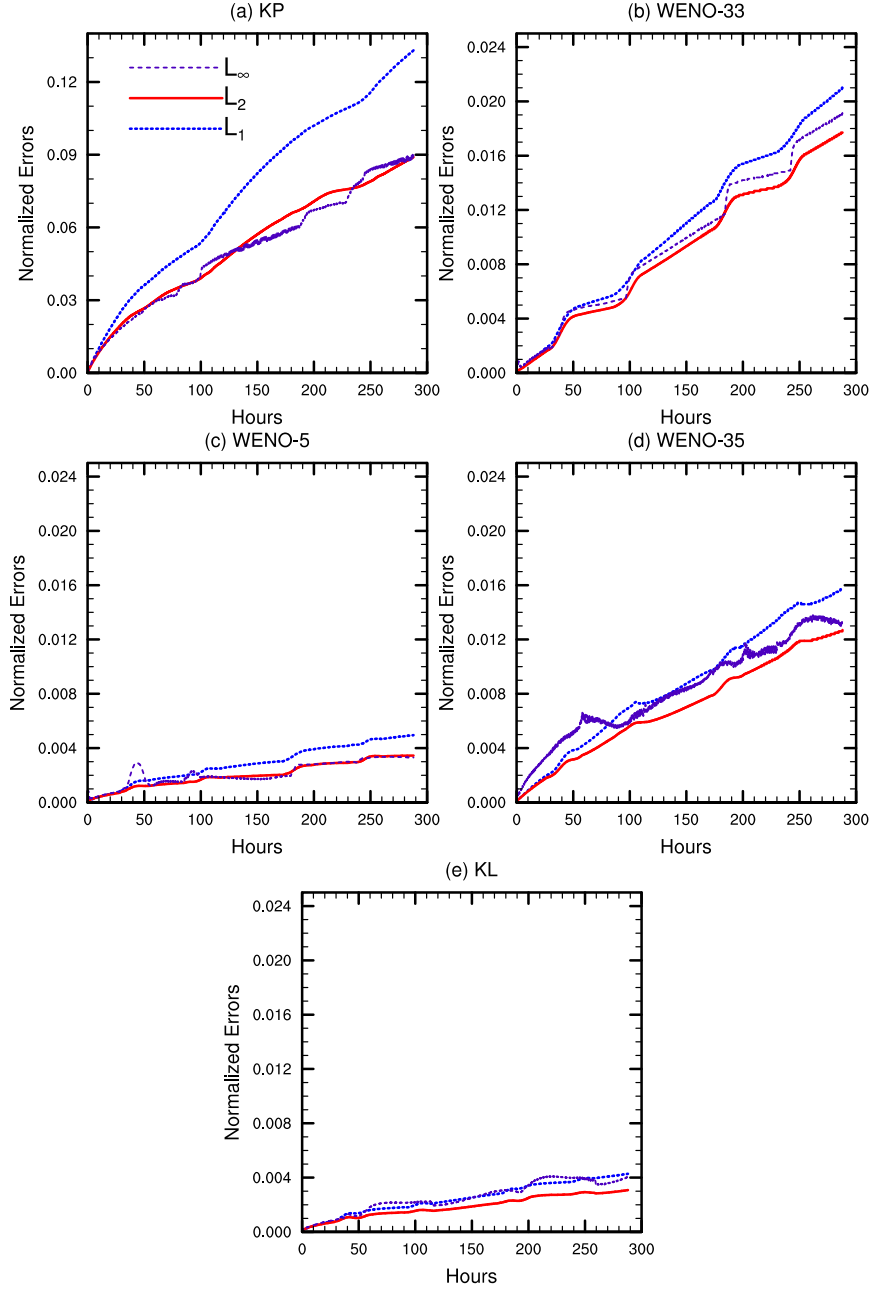 (a) KP
Normalized Errors
0.12
0.09
0.06
0.03
0.00
L∞
L2
L1
0 50 100 150 200 250 300
Hours
(b) WENO-33
Normalized Errors
0.024
0.020
0.016
0.012
0.008
0.004
0.000
0 50 100 150 200 250 300
Hours
(c) WENO-5
Normalized Errors
0.024
0.020
0.016
0.012
0.008
0.004
0.000
0 50 100 150 200 250 300
Hours
(d) WENO-35
Normalized Errors
0.024
0.020
0.016
0.012
0.008
0.004
0.000
0 50 100 150 200 250 300
Hours
(e) KL
Normalized Errors
0.024
0.020
0.016
0.012
0.008
0.004
0.000
0 50 100 150 200 250 300
Hours